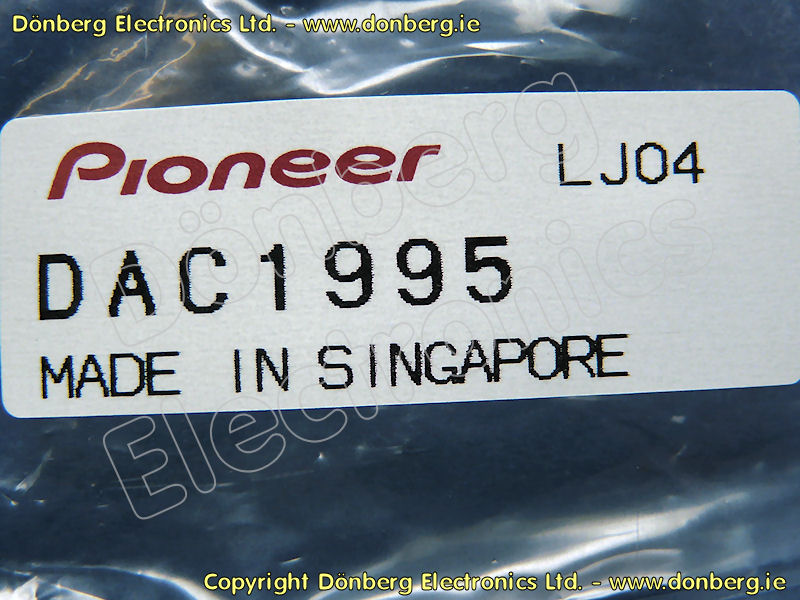 Dönberg Electronics Ltd. - www.donberg.ie
Pioneer LJ04
DAC1995
MADE IN SINGAPORE
Dönberg
Electronics
Copyright Dönberg Electronics Ltd. - www.donberg.ie